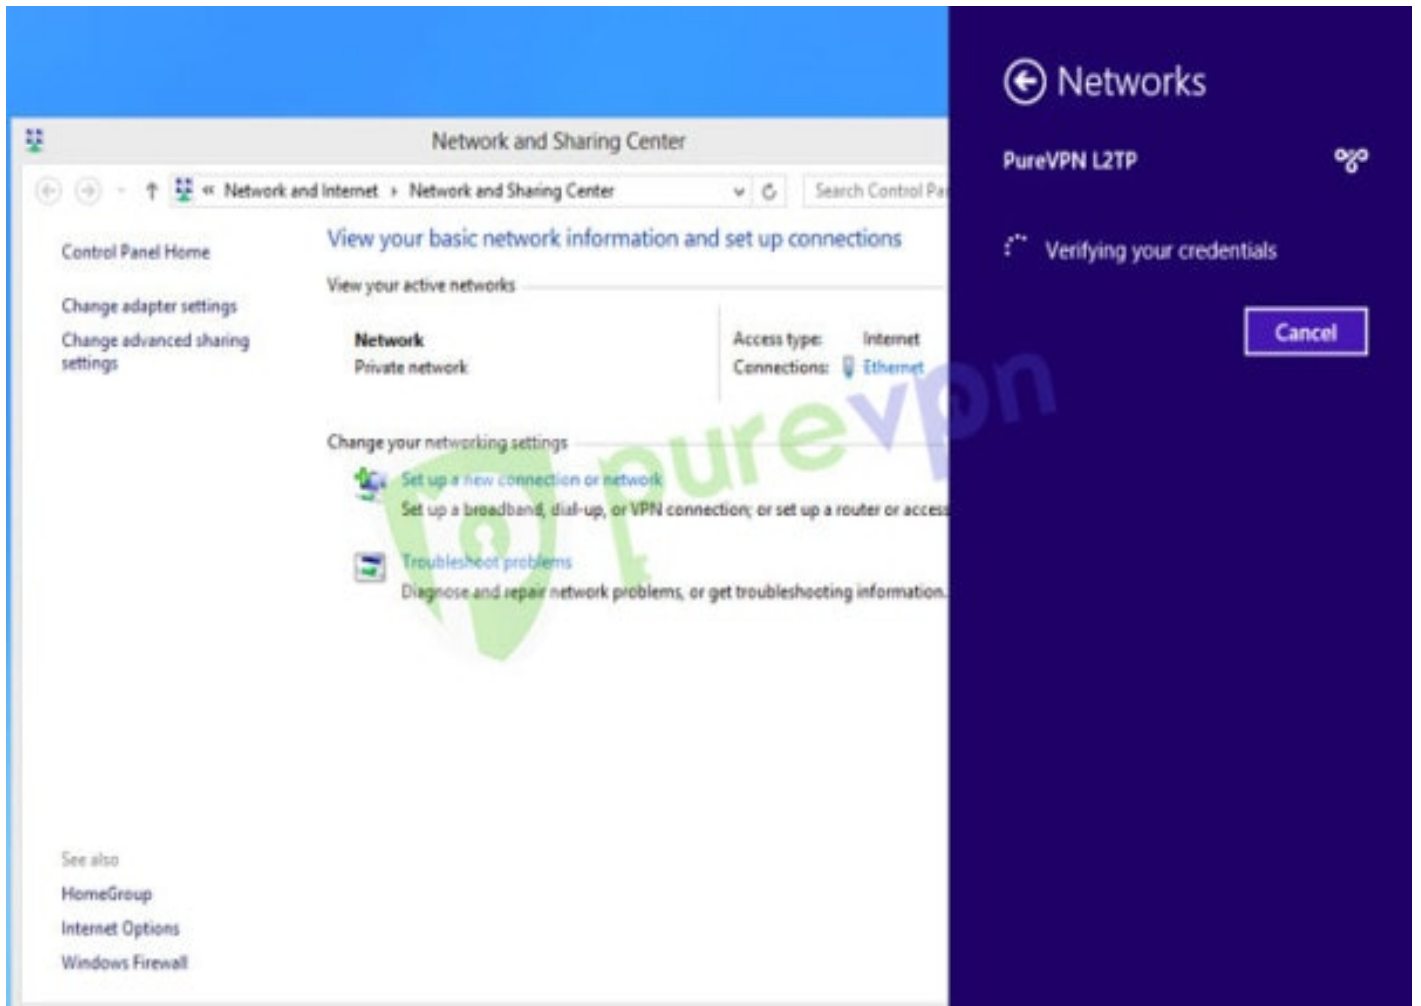 Network and Sharing Center
« Network and Internet › Network and Sharing Center
Search Control Pa
Control Panel Home
Change adapter settings
Change advanced sharing
settings
View your basic network information and set up connections
View your active networks
Network
Private network
Access type: Internet
Connections: Ethernet
Change your networking settings
Set up a new connection or network
Set up a broadband, dial-up, or VPN connection; or set up a router or access
Troubleshoot problems
Diagnose and repair network problems, or get troubleshooting information.
See also
HomeGroup
Internet Options
Windows Firewall
Networks
PureVPN L2TP
Verifying your credentials
Cancel
purevpn